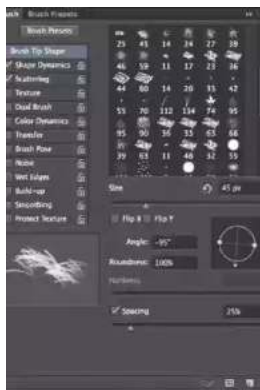 Brush Presets
Brush Presets
Brush Tip Shape
Shape Dynamics
Scattering
Texture
Dual Brush
Color Dynamics
Transfer
Brush Pose
Noise
Wet Edges
Build-up
Smoothing
Protect Texture
25 45 14 24 27 39
46 59 11 17 23 36
44 60 14 26 33 42
55 70 112 134 74 95
95 90 36 33 63 66
39 63 11 48 32 55
Size 45 px
Flip X Flip Y
Angle: -95°
Roundness: 100%
Hardness
Spacing 25%